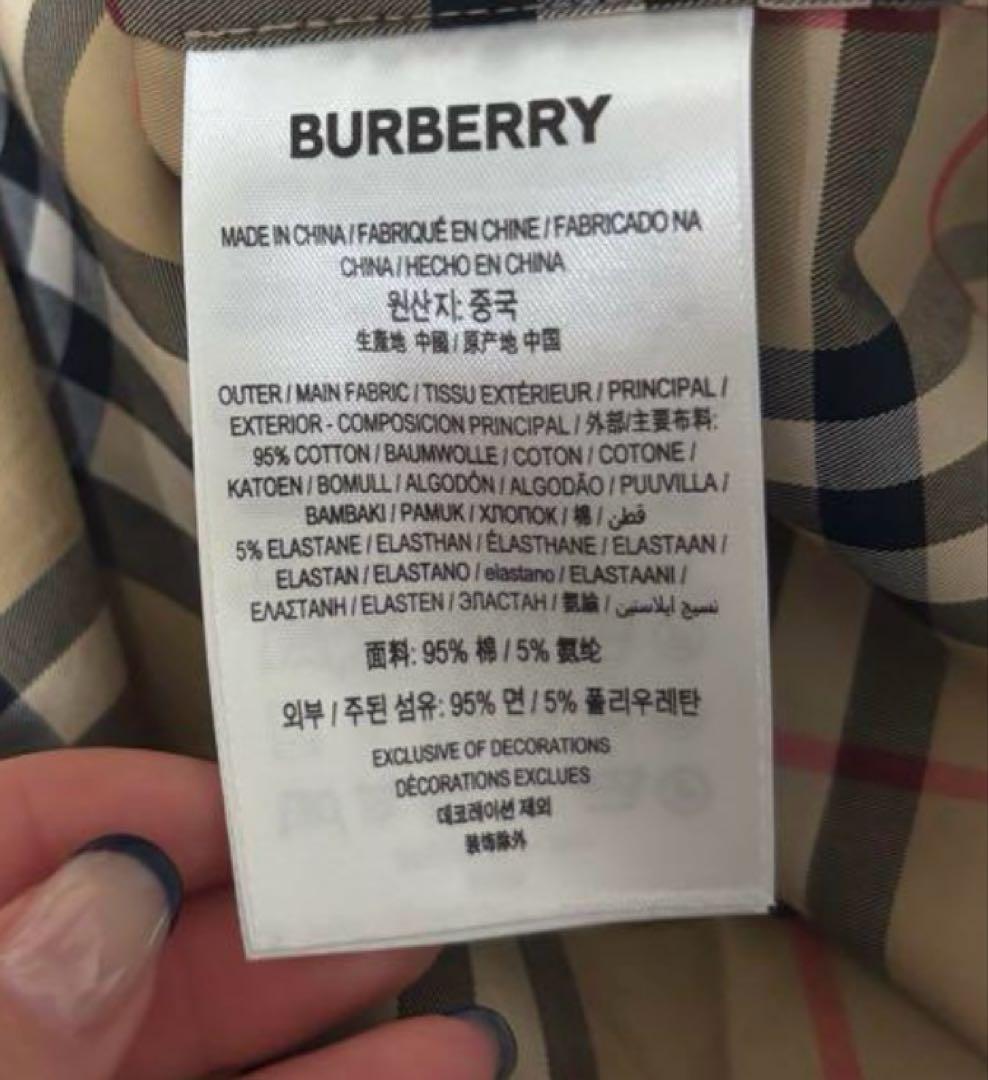 BURBERRY
MADE IN CHINA / FABRIQUÉ EN CHINE / FABRICADO NA
CHINA / HECHO EN CHINA
원산지: 중국
生產地 中國 / 原产地 中国
OUTER / MAIN FABRIC / TISSU EXTÉRIEUR / PRINCIPAL /
EXTERIOR - COMPOSICION PRINCIPAL / 外部/主要布料:
95% COTTON / BAUMWOLLE / COTON / COTONE /
KATOEN / BOMULL / ALGODÓN / ALGODÃO / PUUVILLA /
BAMBAKI / PAMUK / ХЛОПОК / 棉 / قطن
5% ELASTANE / ELASTHAN / ÉLASTHANE / ELASTAAN /
ELASTAN / ELASTANO / elastano / ELASTAANI /
ΕΛΑΣΤΑΝΗ / ELASTEN / ЭЛАСТАН / 氨綸 / نسيج ايلاستين
面料: 95% 棉 / 5% 氨纶
외부 / 주된 섬유: 95% 면 / 5% 폴리우레탄
EXCLUSIVE OF DECORATIONS
DÉCORATIONS EXCLUES
데코레이션 제외
装饰除外